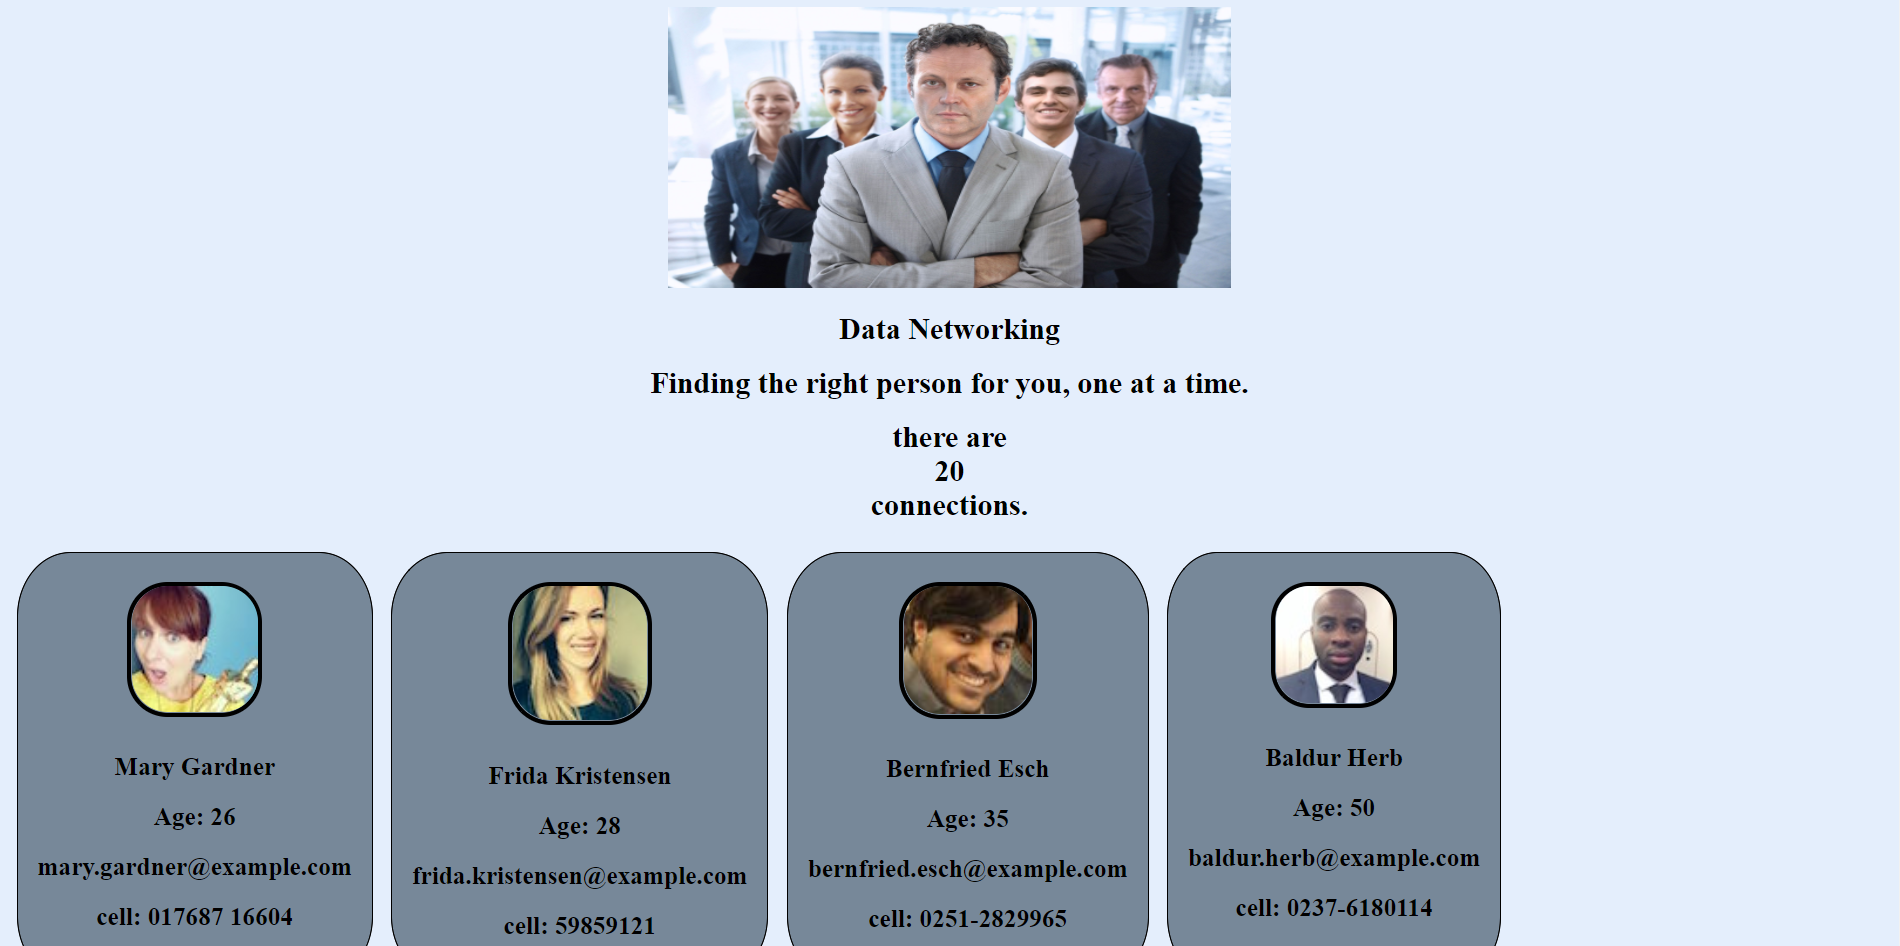 Data Networking
Finding the right person for you, one at a time.
there are
20
connections.
Mary Gardner
Age: 26
mary.gardner@example.com
cell: 017687 16604
Frida Kristensen
Age: 28
frida.kristensen@example.com
cell: 59859121
Bernfried Esch
Age: 35
bernfried.esch@example.com
cell: 0251-2829965
Baldur Herb
Age: 50
baldur.herb@example.com
cell: 0237-6180114